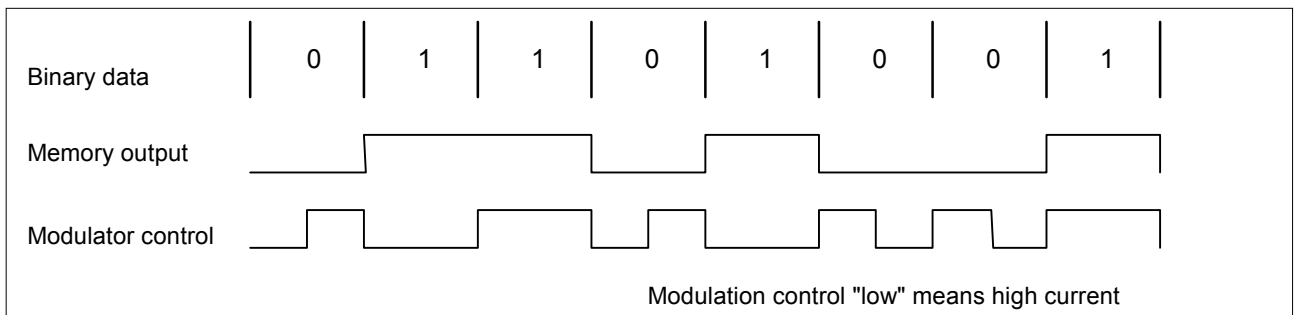 Binary data 0 1 1 0 1 0 0 1
Memory output
Modulator control
Modulation control "low" means high current